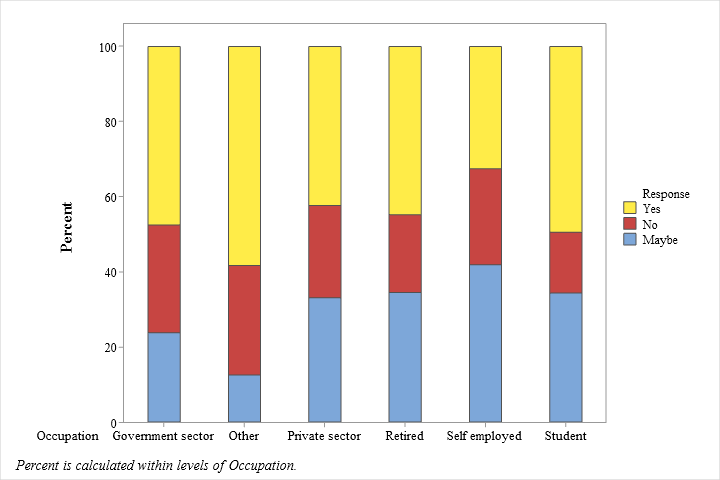 100
80
60
40
20
0
Percent
Response
Yes
No
Maybe
Occupation Government sector Other Private sector Retired Self employed Student
Percent is calculated within levels of Occupation.